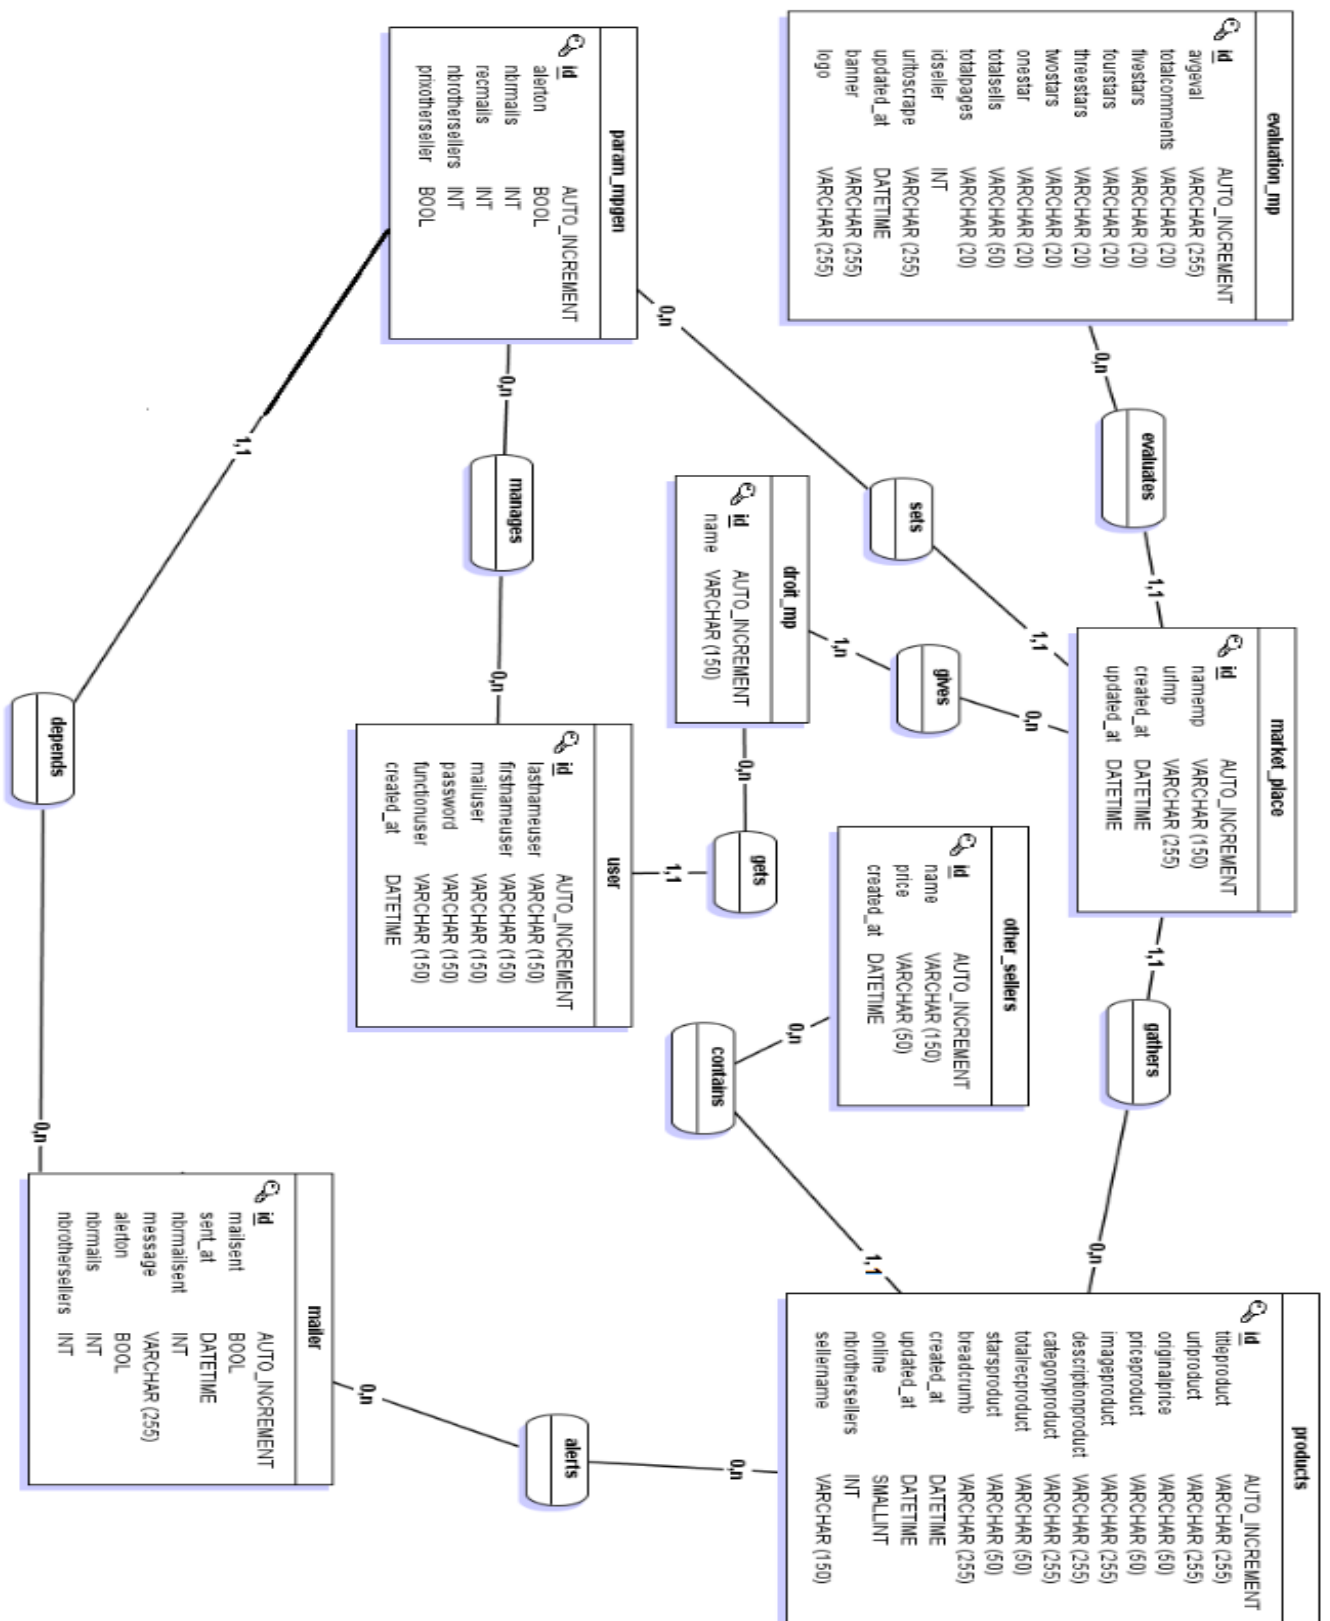 evaluation_mp
id AUTO_INCREMENT
avgeval VARCHAR (255)
totalcomments VARCHAR (20)
fivestars VARCHAR (20)
fourstars VARCHAR (20)
threestars VARCHAR (20)
twostars VARCHAR (20)
onestar VARCHAR (20)
totalsells VARCHAR (50)
totalpages VARCHAR (20)
idseller INT
urltoscrape VARCHAR (255)
updated_at DATETIME
banner VARCHAR (255)
logo VARCHAR (255)
0,n
evaluates
1,1
market_place
id AUTO_INCREMENT
namemp VARCHAR (150)
urlmp VARCHAR (255)
created_at DATETIME
updated_at DATETIME
1,1
gathers
0,n
products
id AUTO_INCREMENT
titleproduct VARCHAR (255)
urlproduct VARCHAR (255)
originalprice VARCHAR (50)
priceproduct VARCHAR (50)
imageproduct VARCHAR (255)
descriptionproduct VARCHAR (255)
categoryproduct VARCHAR (255)
totalrecproduct VARCHAR (50)
starsproduct VARCHAR (50)
breadcrumb VARCHAR (255)
created_at DATETIME
updated_at DATETIME
online SMALLINT
nbrothersellers INT
sellername VARCHAR (150)
param_mpgen
id AUTO_INCREMENT
alerton BOOL
nbrmails INT
recmails INT
nbrothersellers INT
prixotherseller BOOL
0,n
sets
1,1
droit_mp
id AUTO_INCREMENT
name VARCHAR (150)
1,n
gives
0,n
other_sellers
id AUTO_INCREMENT
name VARCHAR (150)
price VARCHAR (50)
created_at DATETIME
0,n
contains
1,1
0,n
manages
0,n
user
id AUTO_INCREMENT
lastnameuser VARCHAR (150)
firstnameuser VARCHAR (150)
mailuser VARCHAR (150)
password VARCHAR (150)
functionuser VARCHAR (150)
created_at DATETIME
0,n
gets
1,1
1,1
depends
0,n
mailer
id AUTO_INCREMENT
mailsent BOOL
sent_at DATETIME
nbrmailsent INT
message VARCHAR (255)
alerton BOOL
nbrmails INT
nbrothersellers INT
0,n
alerts
0,n